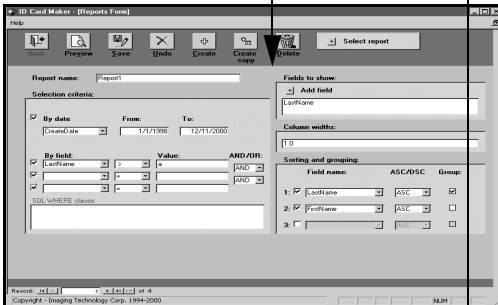 ID Card Maker - [Reports Form]
Help
Back Preview Save Undo Create Create copy Delete Select report
Report name: Report1
Selection criteria:
By date From: To:
CreateDate 1/1/1998 12/11/2000
By field: Value: AND/OR:
LastName > a AND
= AND
=
SQL WHERE clause:
Fields to show:
Add field
LastName
Column widths:
1.0
Sorting and grouping:
Field name: ASC/DSC Group:
1: LastName ASC
2: FirstName ASC
3: ASC
Record: 1 of 4
Copyright - Imaging Technology Corp. 1994-2000 NUM